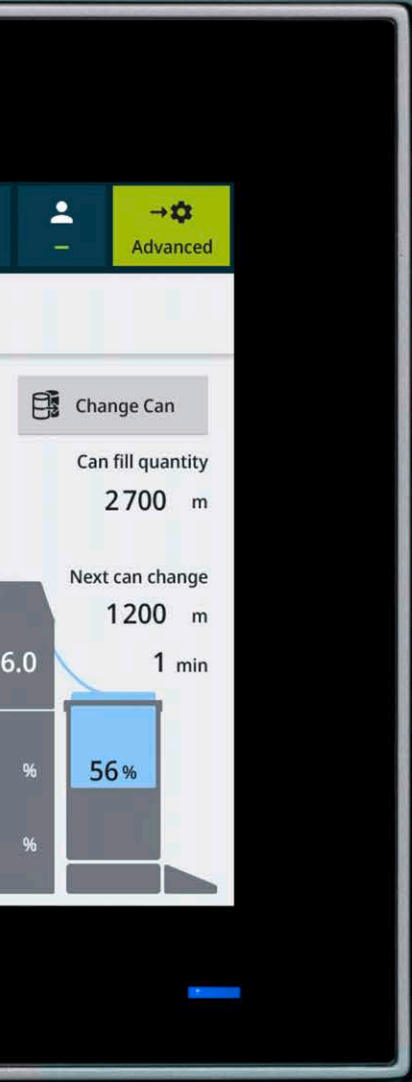 Advanced
Change Can
Can fill quantity
2700 m
Next can change
1200 m
6.0
1 min
56 %
%
%